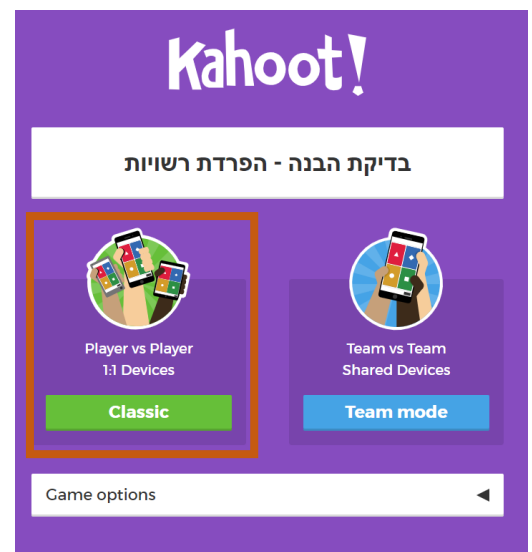 Kahoot!
בדיקת הבנה - הפרדת רשויות
Player vs Player
1:1 Devices
Classic
Team vs Team
Shared Devices
Team mode
Game options